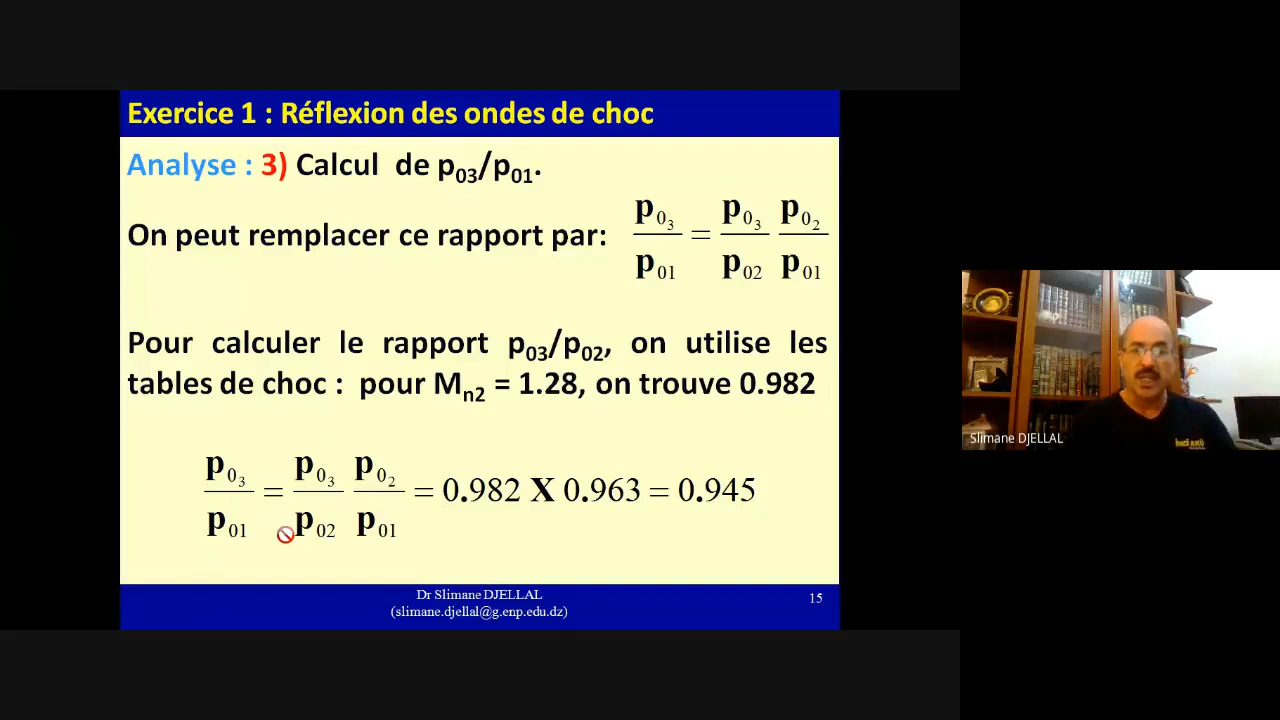 Exercice 1 : Réflexion des ondes de choc
Analyse : 3) Calcul de p03/p01.
On peut remplacer ce rapport par: p03/p01 = p03/p02 p02/p01
Pour calculer le rapport p03/p02, on utilise les
tables de choc : pour Mn2 = 1.28, on trouve 0.982
p03/p01 = p03/p02 p02/p01 = 0.982 X 0.963 = 0.945
Dr Slimane DJELLAL
(slimane.djellal@g.enp.edu.dz)
15
Slimane DJELLAL